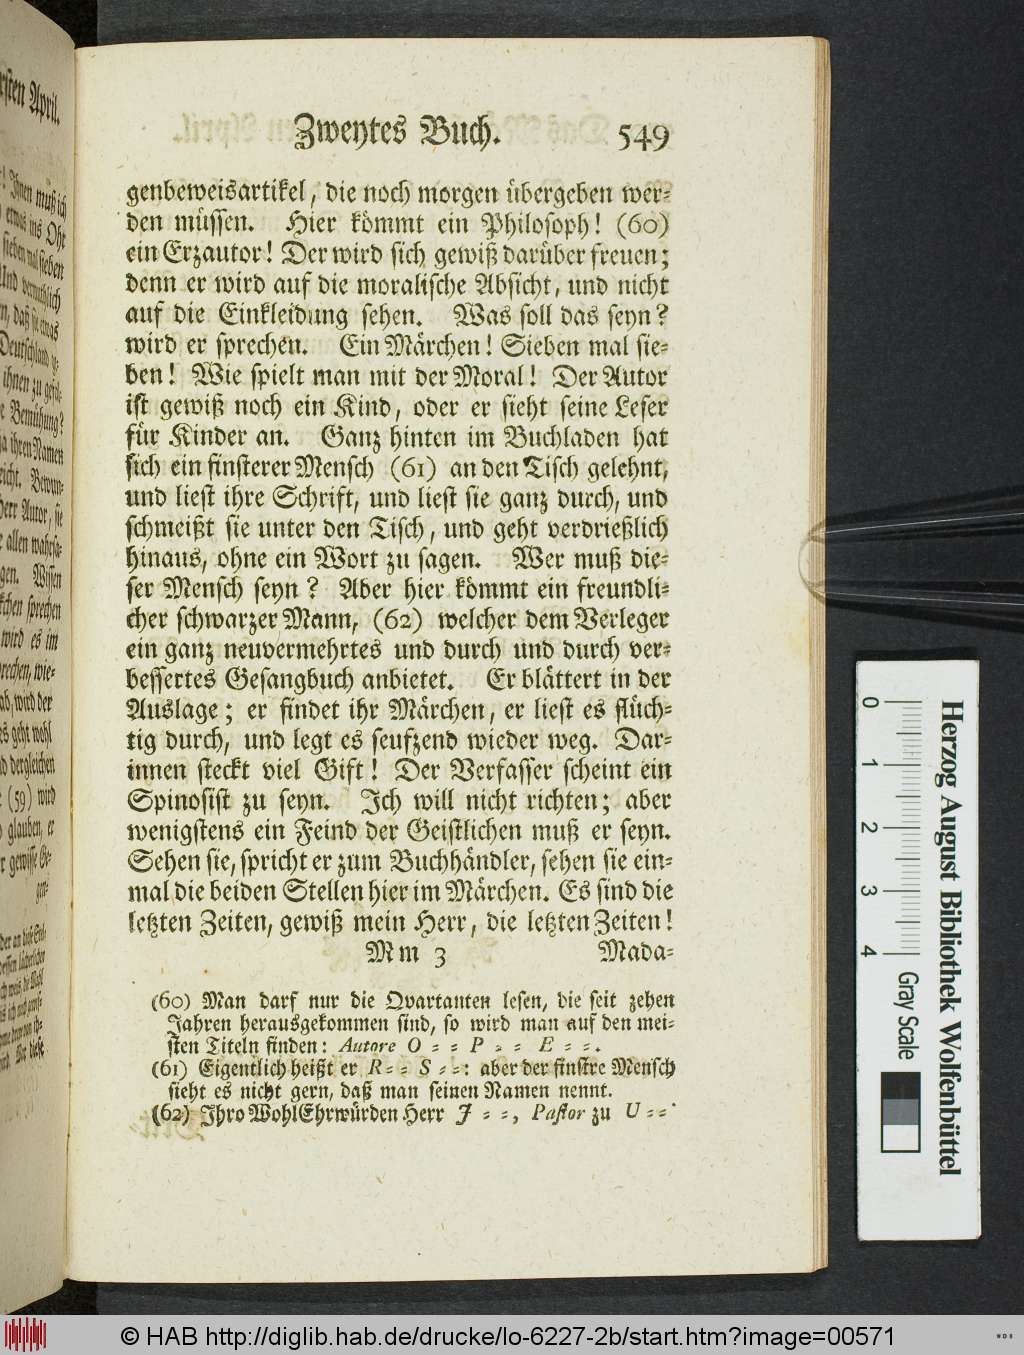 Zweytes Buch. 549
genbeweisartikel, die noch morgen übergeben wer-
den müssen. Hier kömmt ein Philosoph! (60)
ein Erzautor! Der wird sich gewiß darüber freuen;
denn er wird auf die moralische Absicht, und nicht
auf die Einkleidung sehen. Was soll das seyn?
wird er sprechen. Ein Märchen! Sieben mal sie-
ben! Wie spielt man mit der Moral! Der Autor
ist gewiß noch ein Kind, oder er sieht seine Leser
für Kinder an. Ganz hinten im Buchladen hat
sich ein finsterer Mensch (61) an den Tisch gelehnt,
und liest ihre Schrift, und liest sie ganz durch, und
schmeißt sie unter den Tisch, und geht verdrießlich
hinaus, ohne ein Wort zu sagen. Wer muß die-
ser Mensch seyn? Aber hier kömmt ein freundli-
cher schwarzer Mann, (62) welcher dem Verleger
ein ganz neuvermehrtes und durch und durch ver-
bessertes Gesangbuch anbietet. Er blättert in der
Auslage; er findet ihr Märchen, er liest es flüch-
tig durch, und legt es seufzend wieder weg. Dar-
innen steckt viel Gift! Der Verfasser scheint ein
Spinosist zu seyn. Ich will nicht richten; aber
wenigstens ein Feind der Geistlichen muß er seyn.
Sehen sie, spricht er zum Buchhändler, sehen sie ein-
mal die beiden Stellen hier im Märchen. Es sind die
letzten Zeiten, gewiß mein Herr, die letzten Zeiten!
Mm 3 Mada-
(60) Man darf nur die Qvartanten lesen, die seit zehen
Jahren herausgekommen sind, so wird man auf den mei-
sten Titeln finden: Autore O = = P = = E = =.
(61) Eigentlich heißt er R = = S = =: aber der finstre Mensch
sieht es nicht gern, daß man seinen Namen nennt.
(62) Ihro WohlEhrwürden Herr J = =, Pastor zu U = =
rsten April.
Herzog August Bibliothek Wolfenbüttel
0 1 2 3 4
Gray Scale
© HAB http://diglib.hab.de/drucke/lo-6227-2b/start.htm?image=00571